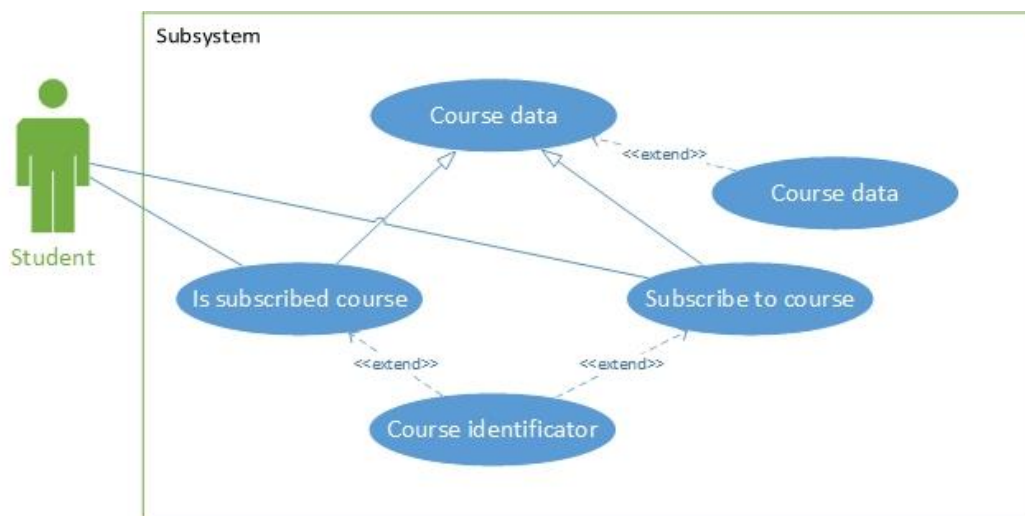 Subsystem
Course data
<<extend>>
Course data
Student
Is subscribed course
Subscribe to course
<<extend>>
<<extend>>
Course identificator